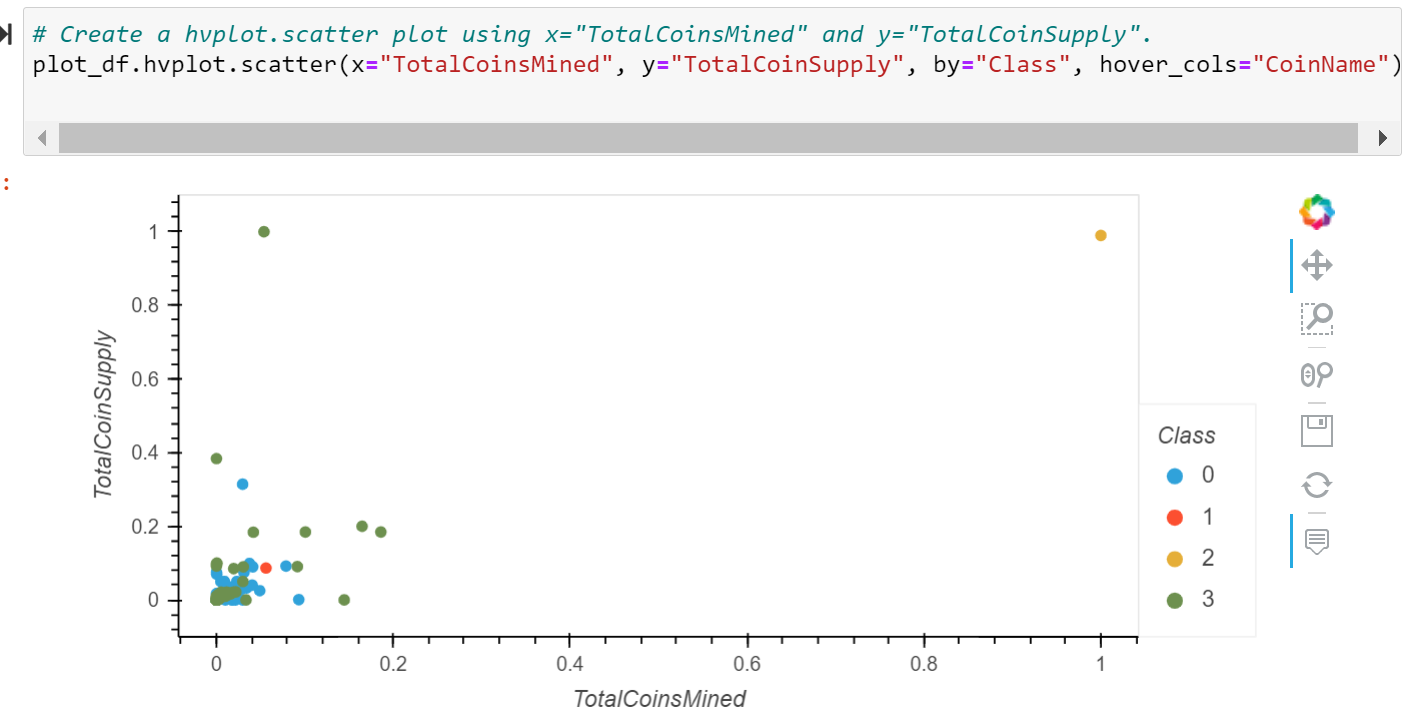 # Create a hvplot.scatter plot using x="TotalCoinsMined" and y="TotalCoinSupply".
plot_df.hvplot.scatter(x="TotalCoinsMined", y="TotalCoinSupply", by="Class", hover_cols="CoinName")
:
1
0.8
0.6
0.4
0.2
0
TotalCoinSupply
0 0.2 0.4 0.6 0.8 1
TotalCoinsMined
Class
0
1
2
3